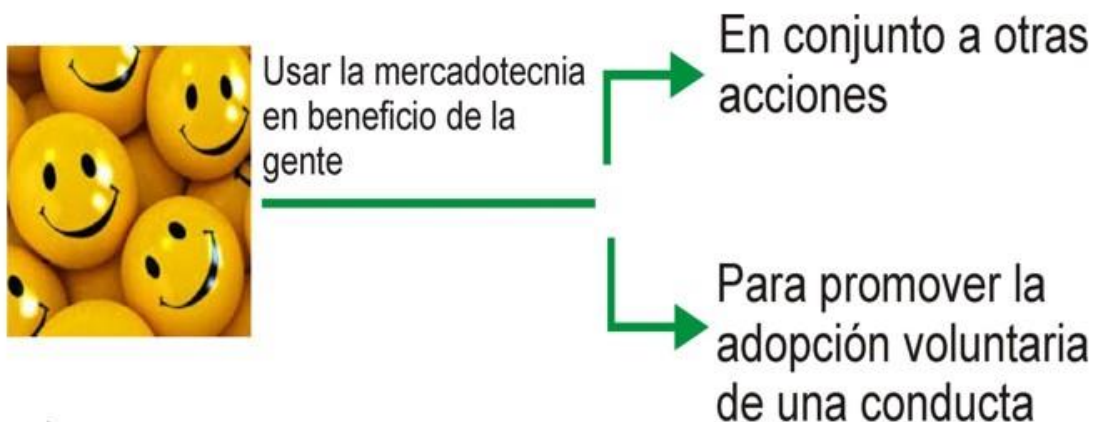 Usar la mercadotecnia
en beneficio de la
gente
En conjunto a otras
acciones
Para promover la
adopción voluntaria
de una conducta